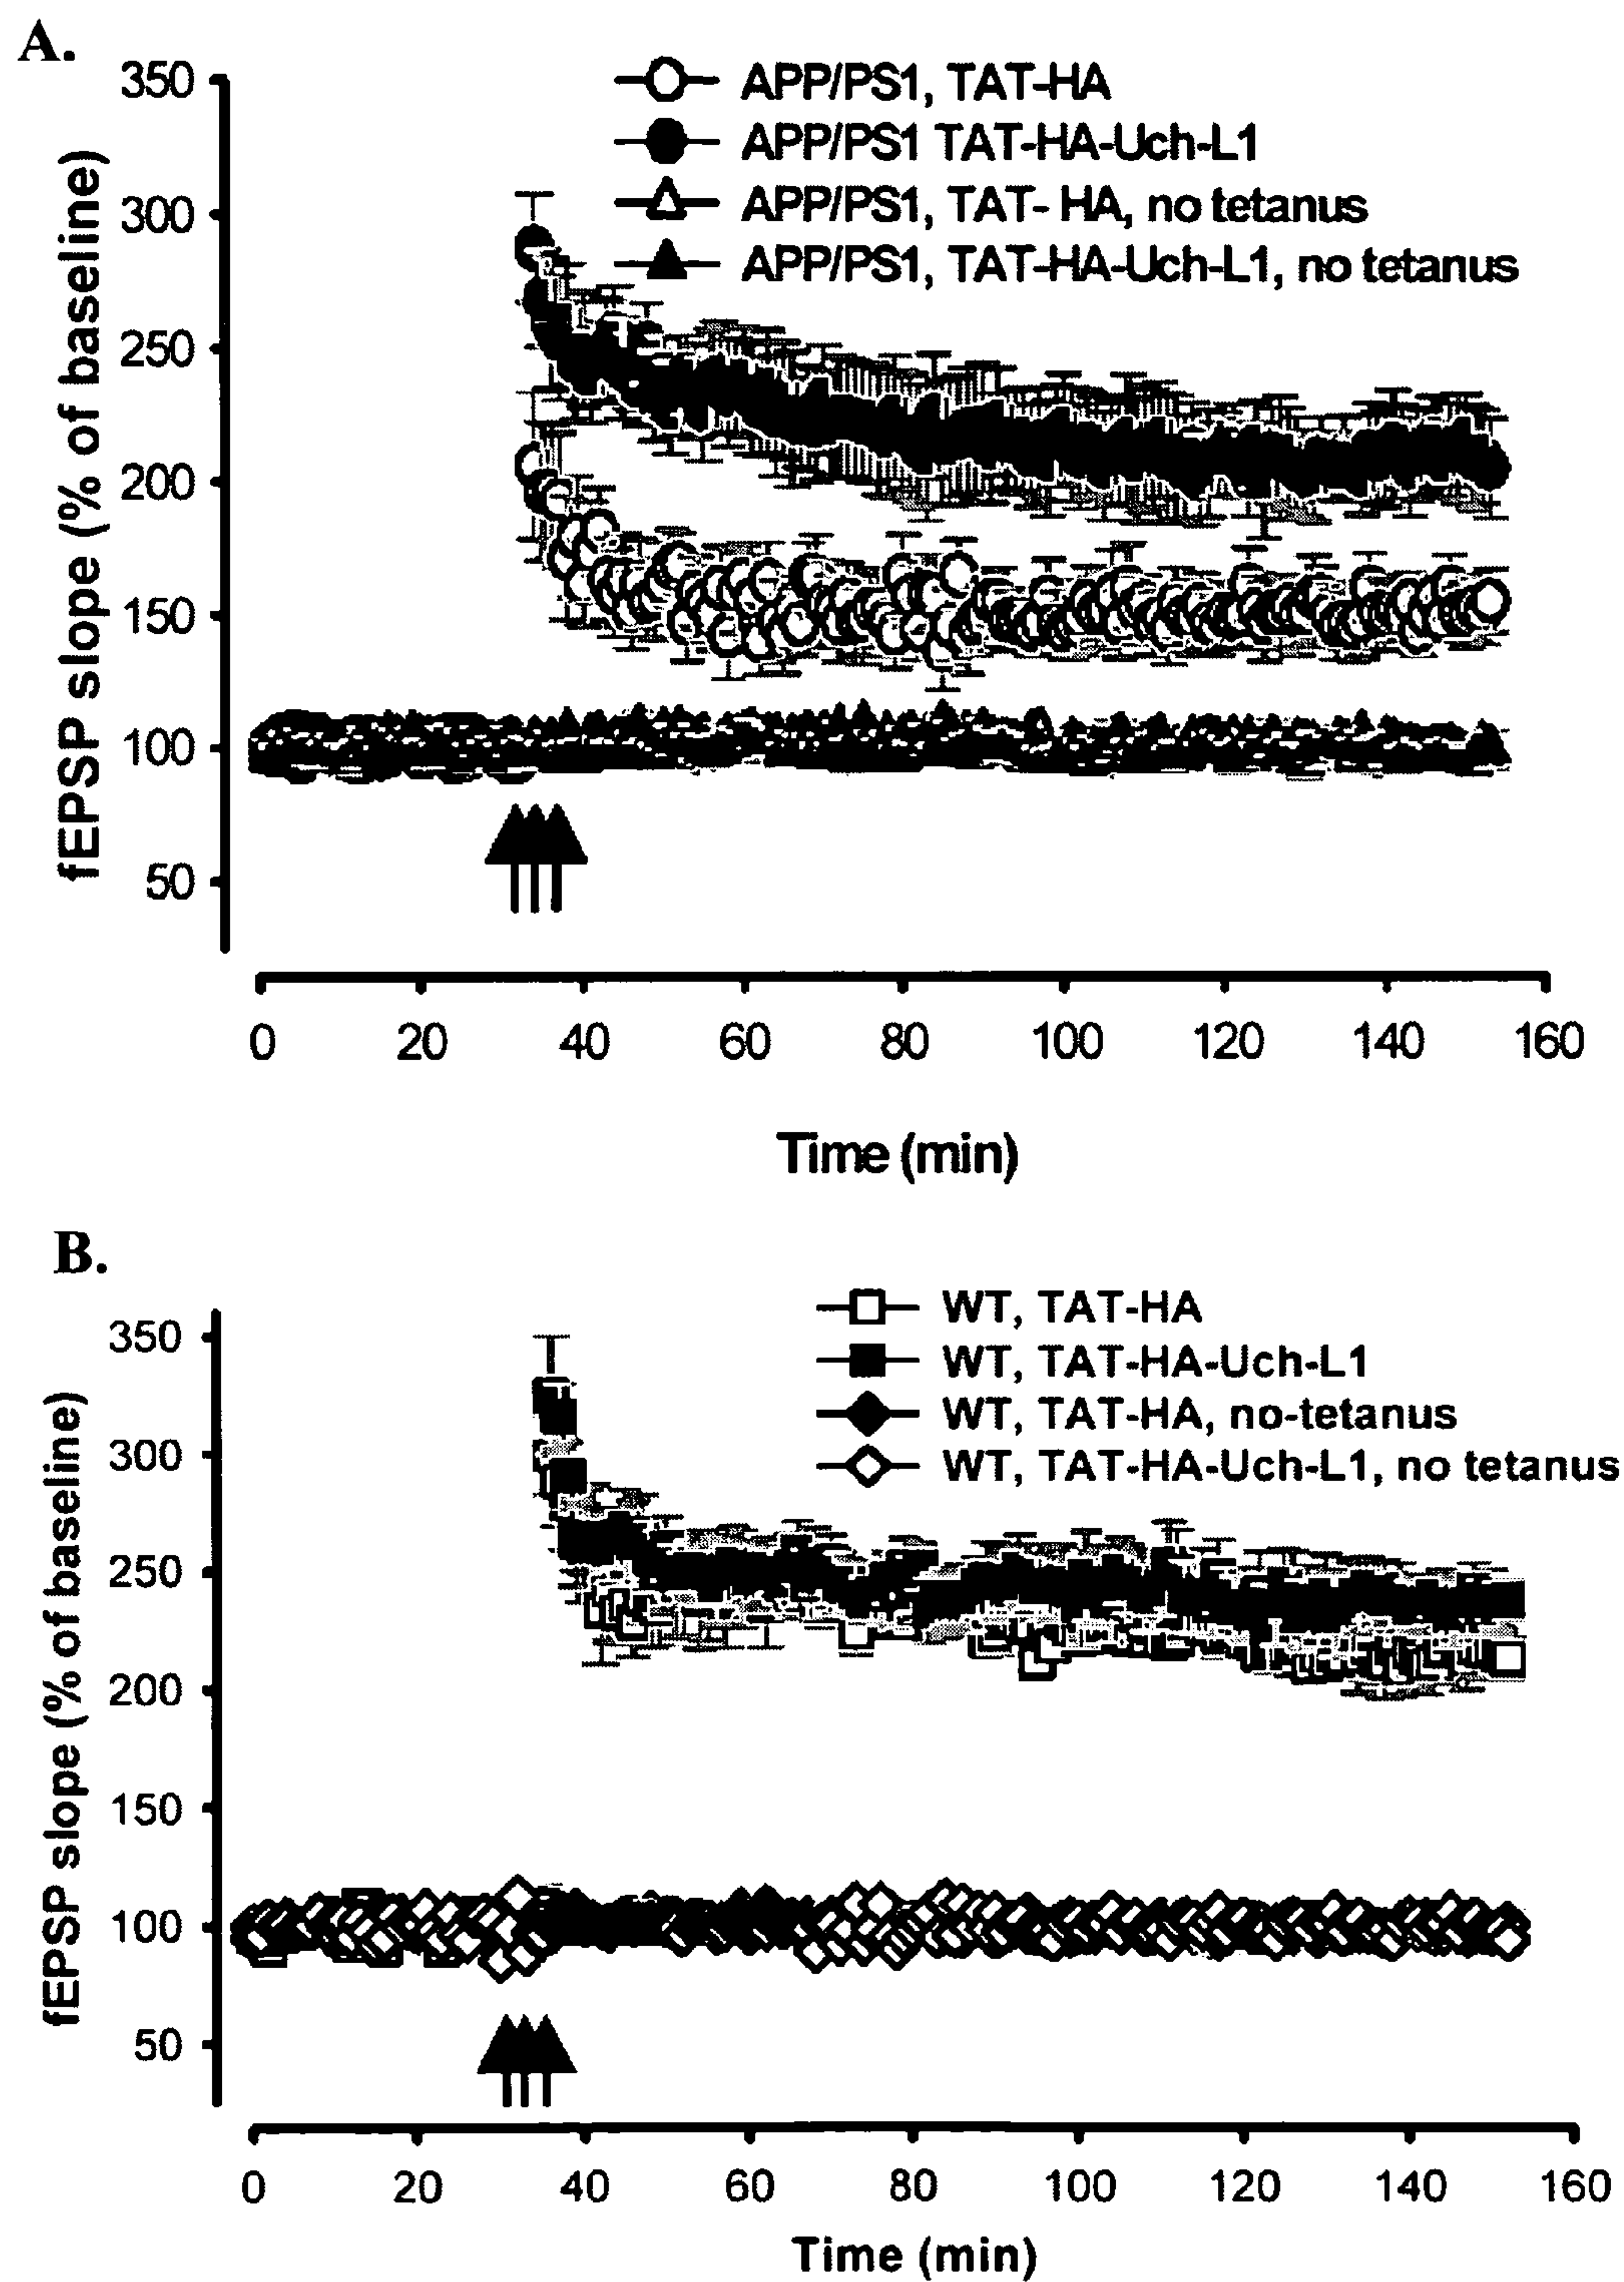 A.
APP/PS1, TAT-HA
APP/PS1 TAT-HA-Uch-L1
APP/PS1, TAT- HA, no tetanus
APP/PS1, TAT-HA-Uch-L1, no tetanus
fEPSP slope (% of baseline)
350
300
250
200
150
100
50
0 20 40 60 80 100 120 140 160
Time (min)
B.
WT, TAT-HA
WT, TAT-HA-Uch-L1
WT, TAT-HA, no-tetanus
WT, TAT-HA-Uch-L1, no tetanus
fEPSP slope (% of baseline)
350
300
250
200
150
100
50
0 20 40 60 80 100 120 140 160
Time (min)